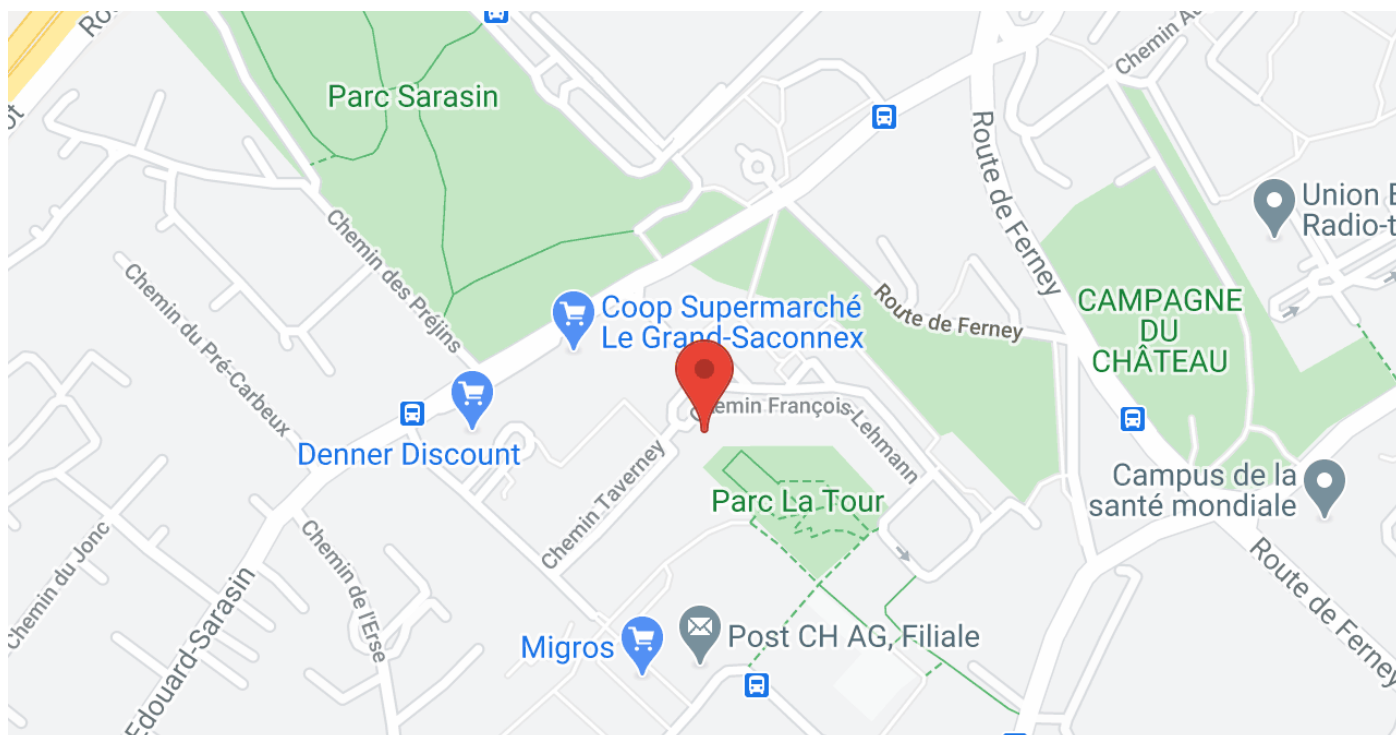 Parc Sarasin
Chemin des Préjins
Chemin du Pré-Carbeux
Route de Ferney
Chemin
Union
Radio-t
Route de Ferney
CAMPAGNE
DU
CHÂTEAU
Coop Supermarché
Le Grand-Saconnex
Chemin François-Lehmann
Denner Discount
Chemin Taverney
Parc La Tour
Campus de la
santé mondiale
Chemin du Jonc
Chemin de l'Erse
Edouard-Sarasin
Migros
Post CH AG, Filiale
Route de Ferney